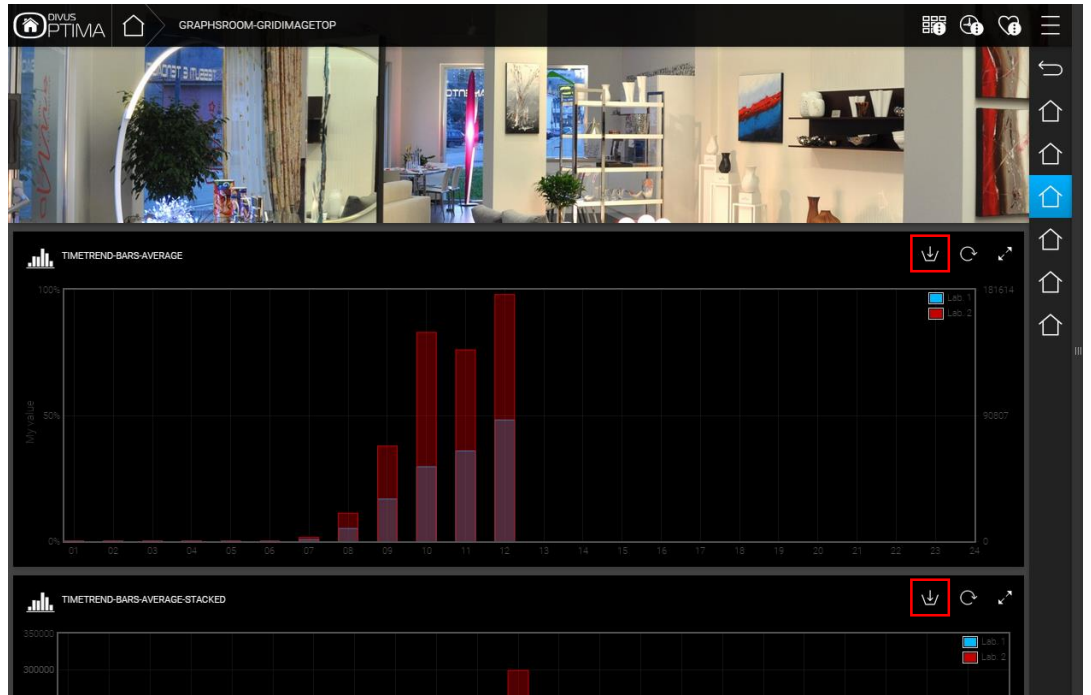 DIVUS
OPTIMA
GRAPHSROOM-GRIDIMAGETOP
TIMETREND-BARS-AVERAGE
100%
181614
Lab. 1
Lab. 2
My value
50%
90807
0%
0
01 02 03 04 05 06 07 08 09 10 11 12 13 14 15 16 17 18 19 20 21 22 23 24
TIMETREND-BARS-AVERAGE-STACKED
350000
Lab. 1
Lab. 2
300000